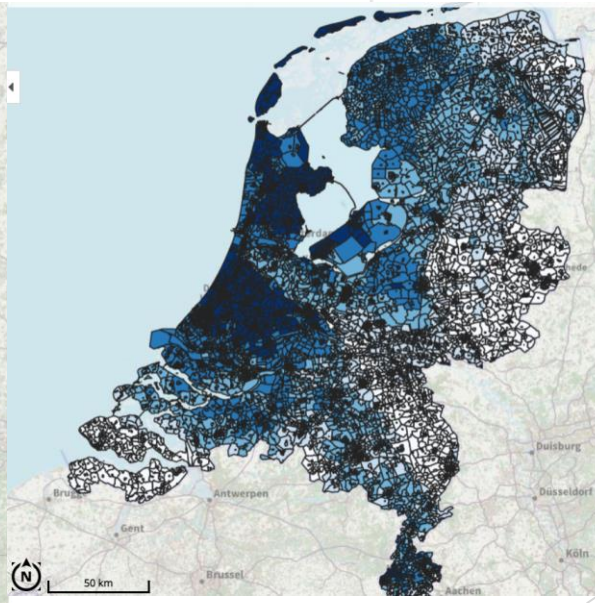 Duisburg
Brug
Antwerpen
Düsseldorf
Gent
Köln
N
50 km
Brussel
Aachen